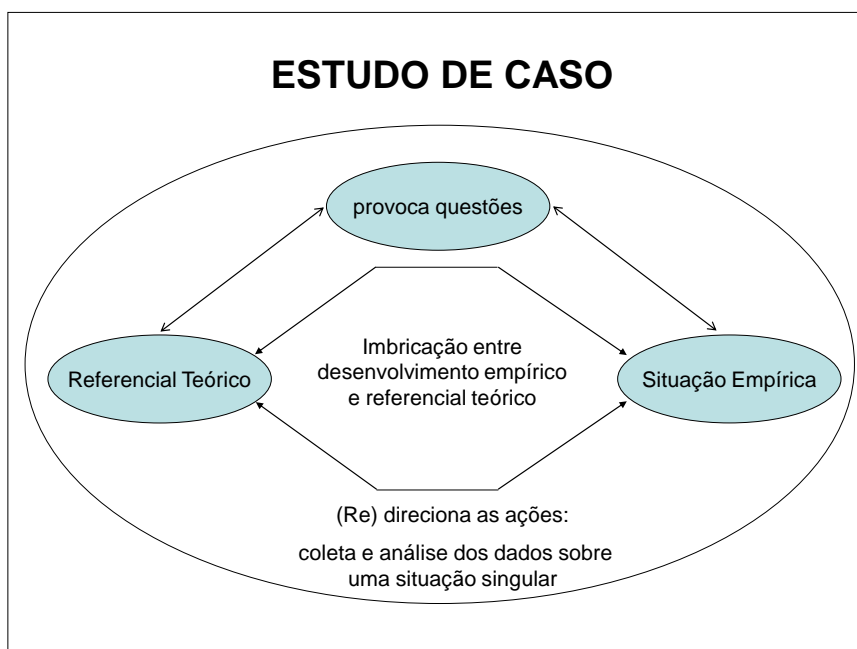 ESTUDO DE CASO
provoca questões
Referencial Teórico
Imbricação entre
desenvolvimento empírico
e referencial teórico
Situação Empírica
(Re) direciona as ações:
coleta e análise dos dados sobre
uma situação singular